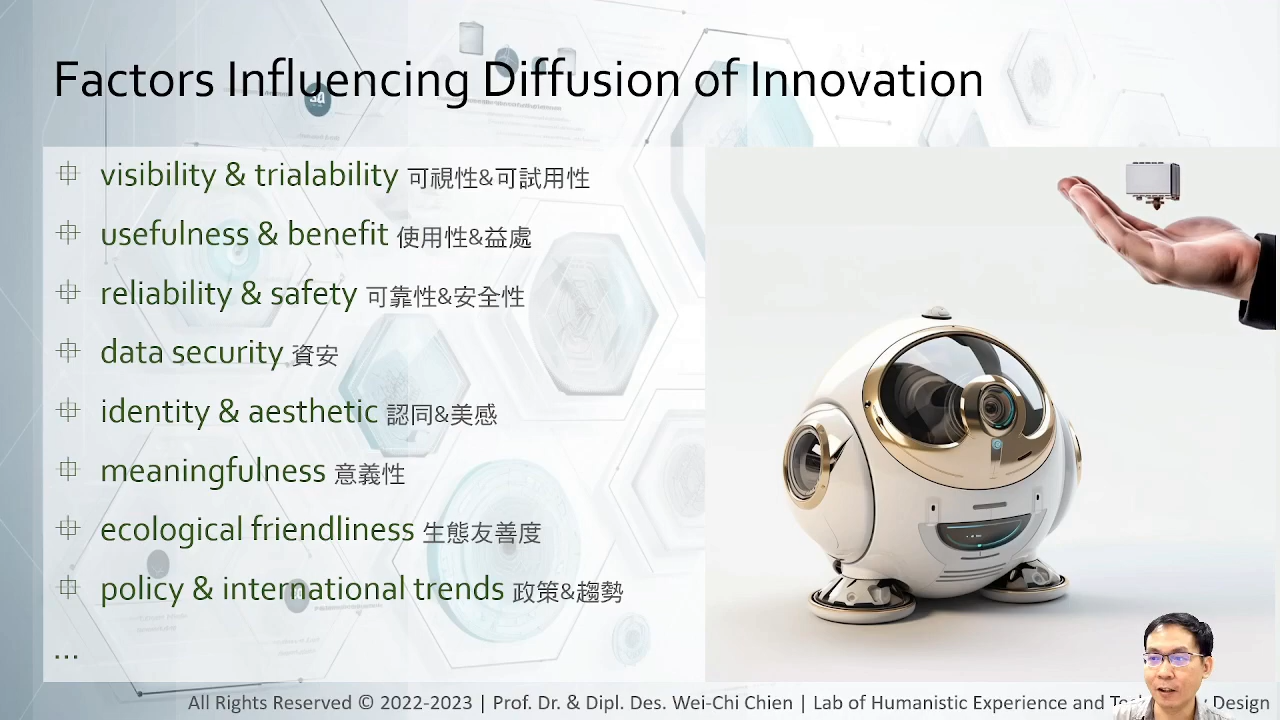 Factors Influencing Diffusion of Innovation
visibility & trialability 可視性&可試用性
usefulness & benefit 使用性&益處
reliability & safety 可靠性&安全性
data security 資安
identity & aesthetic 認同&美感
meaningfulness 意義性
ecological friendliness 生態友善度
policy & international trends 政策&趨勢
...
All Rights Reserved © 2022-2023 | Prof. Dr. & Dipl. Des. Wei-Chi Chien | Lab of Humanistic Experience and Design